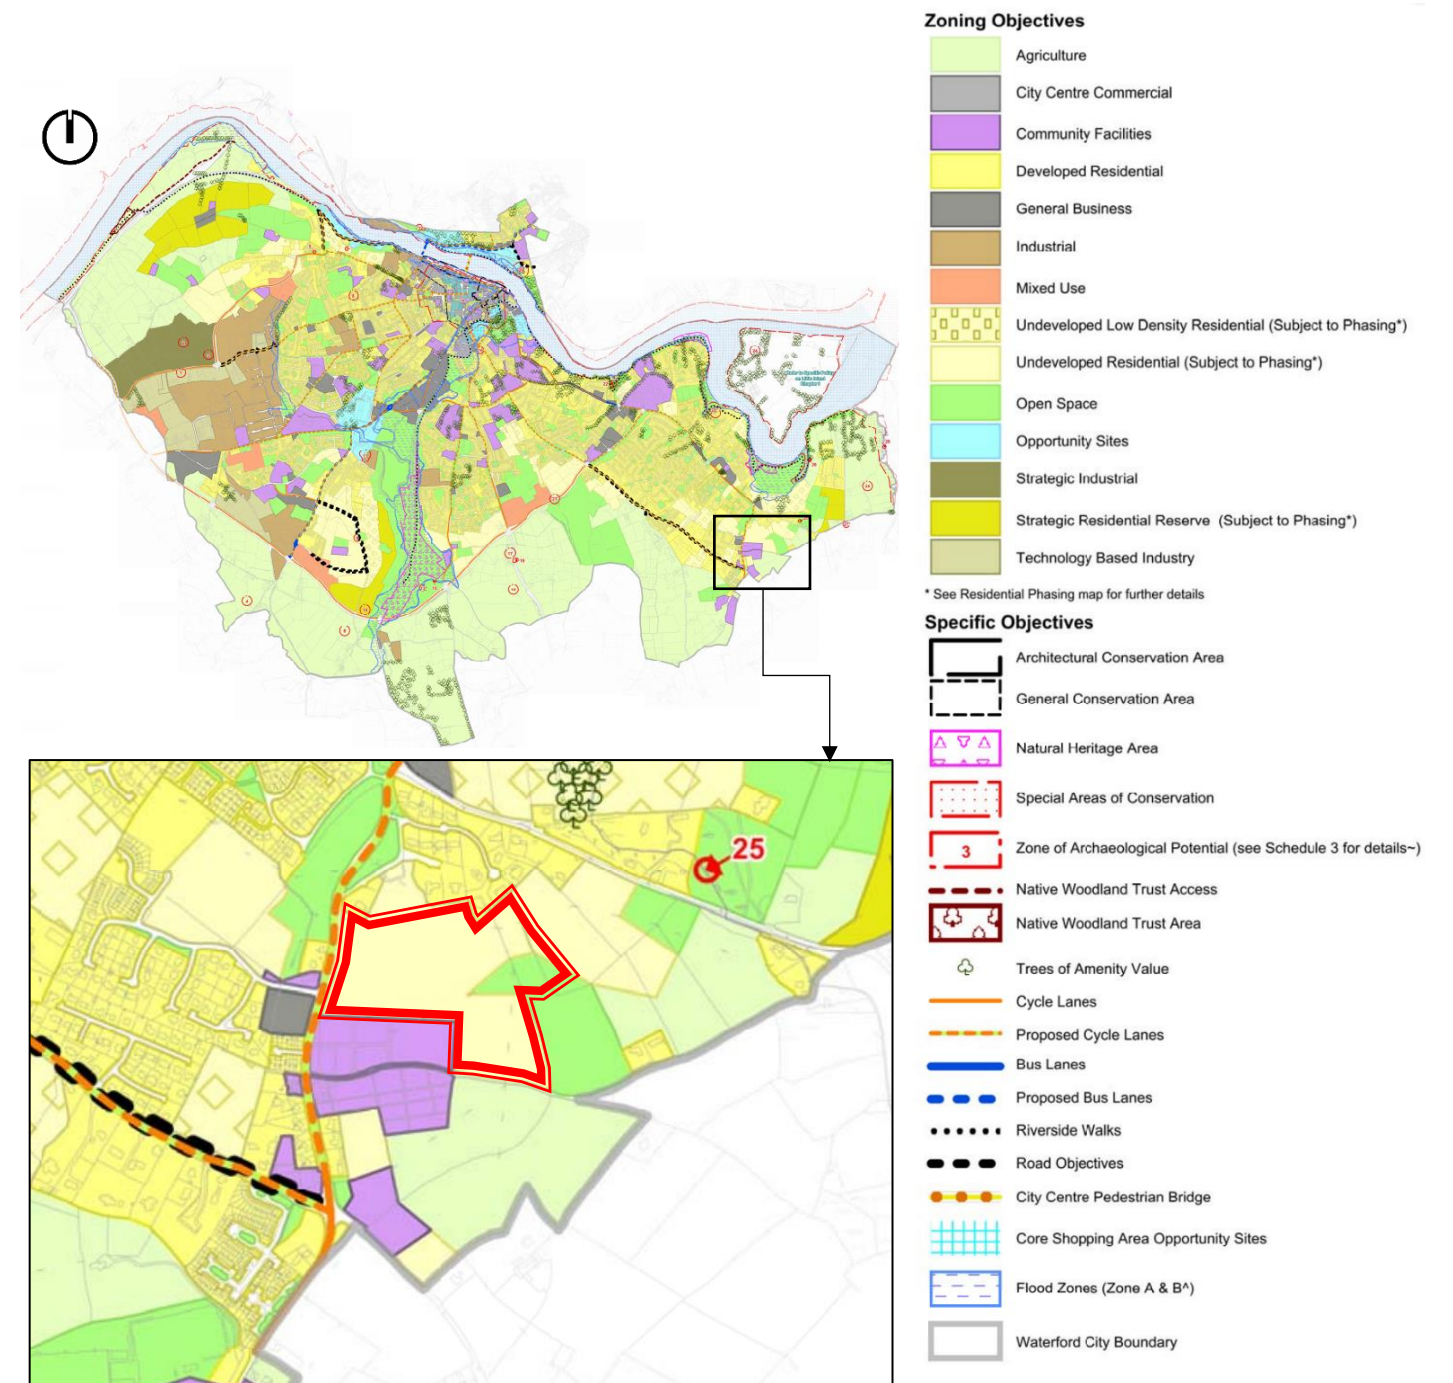 Zoning Objectives
Agriculture
City Centre Commercial
Community Facilities
Developed Residential
General Business
Industrial
Mixed Use
Undeveloped Low Density Residential (Subject to Phasing*)
Undeveloped Residential (Subject to Phasing*)
Open Space
Opportunity Sites
Strategic Industrial
Strategic Residential Reserve (Subject to Phasing*)
Technology Based Industry
* See Residential Phasing map for further details
Specific Objectives
Architectural Conservation Area
General Conservation Area
Natural Heritage Area
Special Areas of Conservation
3 Zone of Archaeological Potential (see Schedule 3 for details~)
Native Woodland Trust Access
Native Woodland Trust Area
Trees of Amenity Value
Cycle Lanes
Proposed Cycle Lanes
Bus Lanes
Proposed Bus Lanes
Riverside Walks
Road Objectives
City Centre Pedestrian Bridge
Core Shopping Area Opportunity Sites
Flood Zones (Zone A & B^)
Waterford City Boundary
25